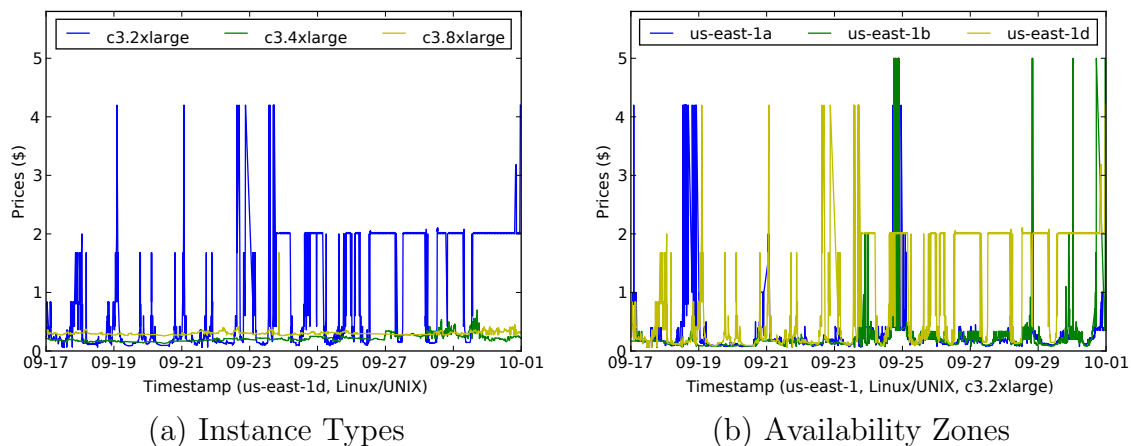 c3.2xlarge c3.4xlarge c3.8xlarge
Prices ($)
5
4
3
2
1
0
09-17 09-19 09-21 09-23 09-25 09-27 09-29 10-01
Timestamp (us-east-1d, Linux/UNIX)
(a) Instance Types
us-east-1a us-east-1b us-east-1d
Prices ($)
5
4
3
2
1
0
09-17 09-19 09-21 09-23 09-25 09-27 09-29 10-01
Timestamp (us-east-1, Linux/UNIX, c3.2xlarge)
(b) Availability Zones